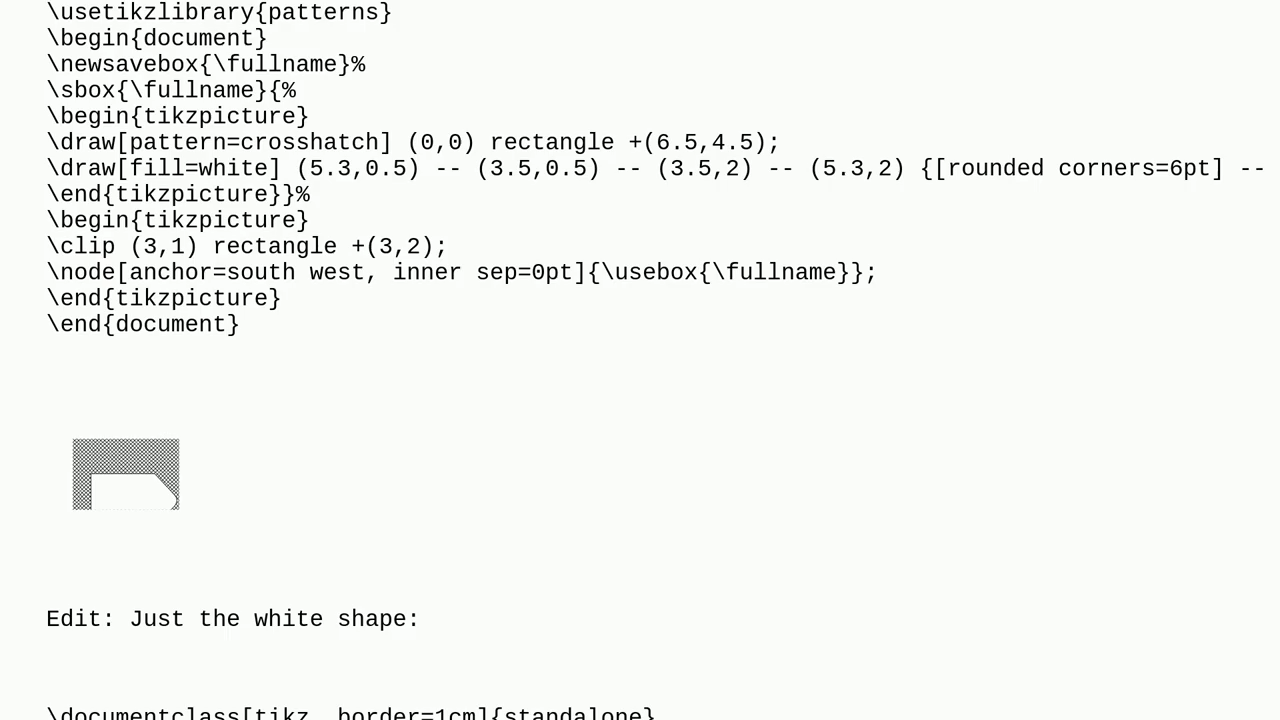 \usetikzlibrary{patterns}
\begin{document}
\newsavebox{\fullname}%
\sbox{\fullname}{%
\begin{tikzpicture}
\draw[pattern=crosshatch] (0,0) rectangle +(6.5,4.5);
\draw[fill=white] (5.3,0.5) -- (3.5,0.5) -- (3.5,2) -- (5.3,2) {[rounded corners=6pt] --
\end{tikzpicture}}%
\begin{tikzpicture}
\clip (3,1) rectangle +(3,2);
\node[anchor=south west, inner sep=0pt]{\usebox{\fullname}};
\end{tikzpicture}
\end{document}
Edit: Just the white shape:
\documentclass[tikz, border=1cm]{standalone}